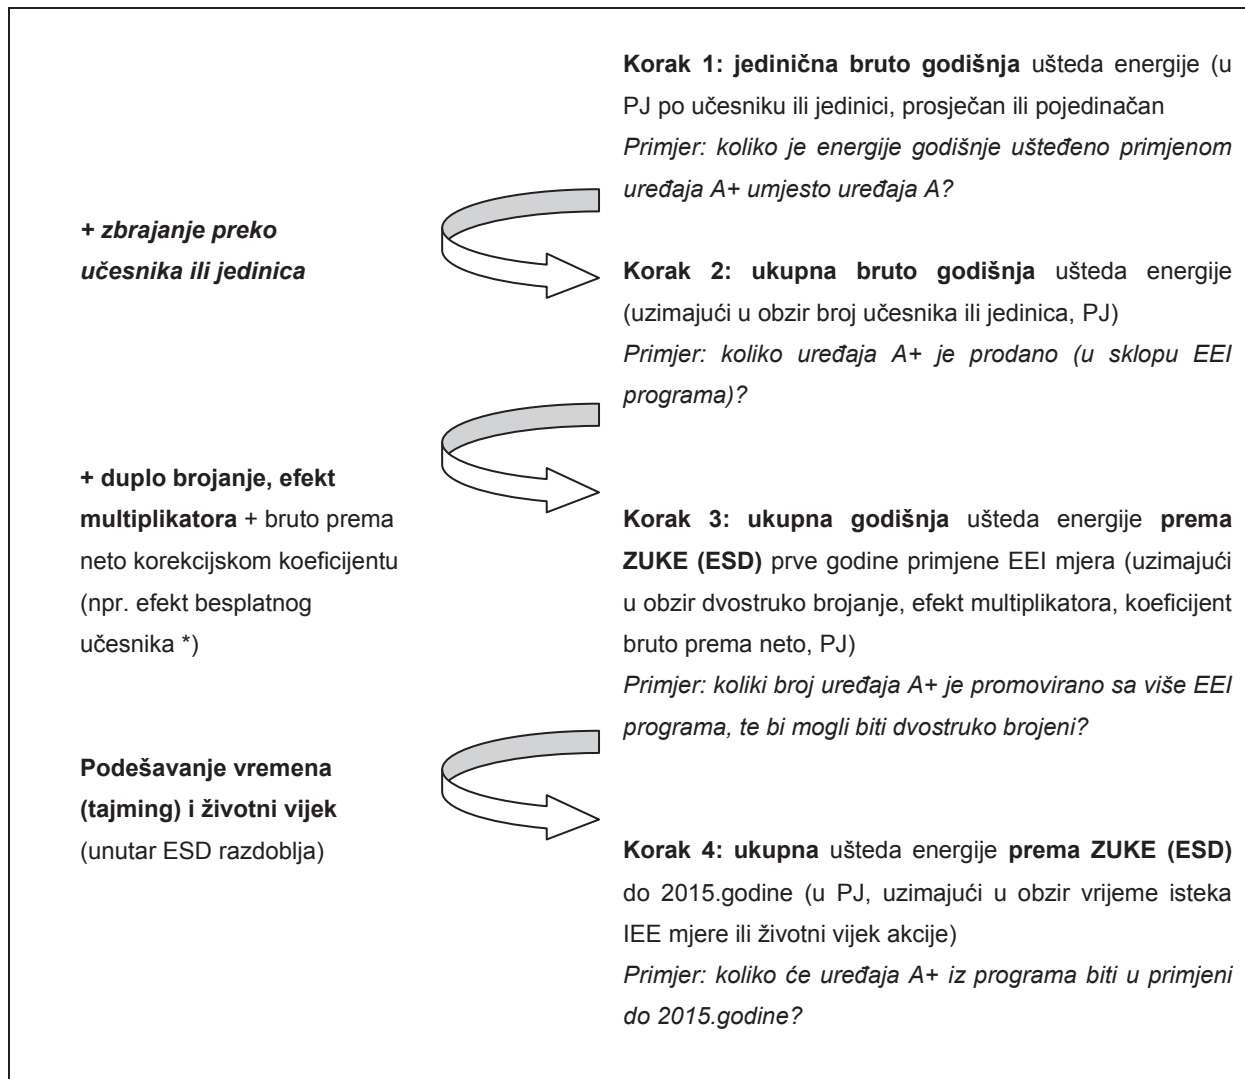 Korak 1: jedinična bruto godišnja ušteda energije (u
PJ po učesniku ili jedinici, prosječan ili pojedinačan
Primjer: koliko je energije godišnje ušteđeno primjenom
uređaja A+ umjesto uređaja A?
+ zbrajanje preko
učesnika ili jedinica
Korak 2: ukupna bruto godišnja ušteda energije
(uzimajući u obzir broj učesnika ili jedinica, PJ)
Primjer: koliko uređaja A+ je prodano (u sklopu EEI
programa)?
+ duplo brojanje, efekt
multiplikatora + bruto prema
neto korekcijskom koeficijentu
(npr. efekt besplatnog
učesnika *)
Korak 3: ukupna godišnja ušteda energije prema
ZUKE (ESD) prve godine primjene EEI mjera (uzimajući
u obzir dvostruko brojanje, efekt multiplikatora, koeficijent
bruto prema neto, PJ)
Primjer: koliki broj uređaja A+ je promovirano sa više EEI
programa, te bi mogli biti dvostruko brojeni?
Podešavanje vremena
(tajming) i životni vijek
(unutar ESD razdoblja)
Korak 4: ukupna ušteda energije prema ZUKE (ESD)
do 2015.godine (u PJ, uzimajući u obzir vrijeme isteka
IEE mjere ili životni vijek akcije)
Primjer: koliko će uređaja A+ iz programa biti u primjeni
do 2015.godine?